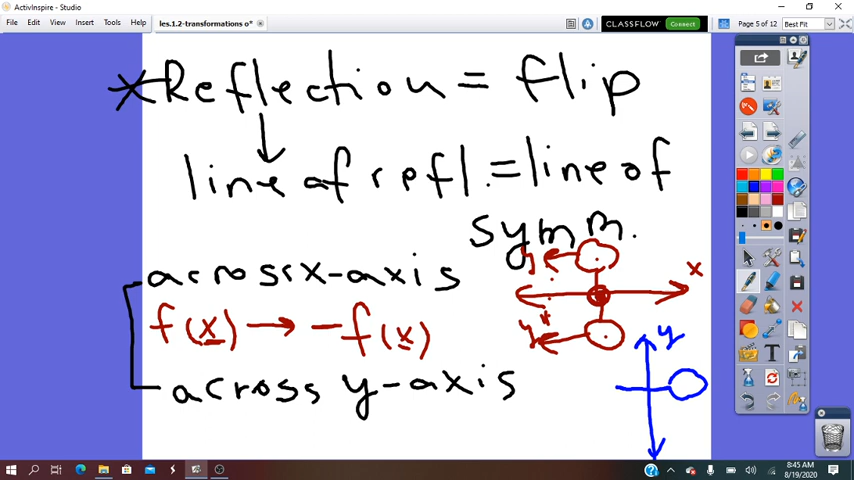 ActivInspire - Studio
File Edit View Insert Tools Help
les.1.2-transformations o*
CLASSFLOW Connect
Page 5 of 12
Best Fit
*Reflection = flip
line of refl. = line of
symm.
across x-axis
f(x) → -f(x)
across y-axis
x
y
y
8:45 AM
8/19/2020